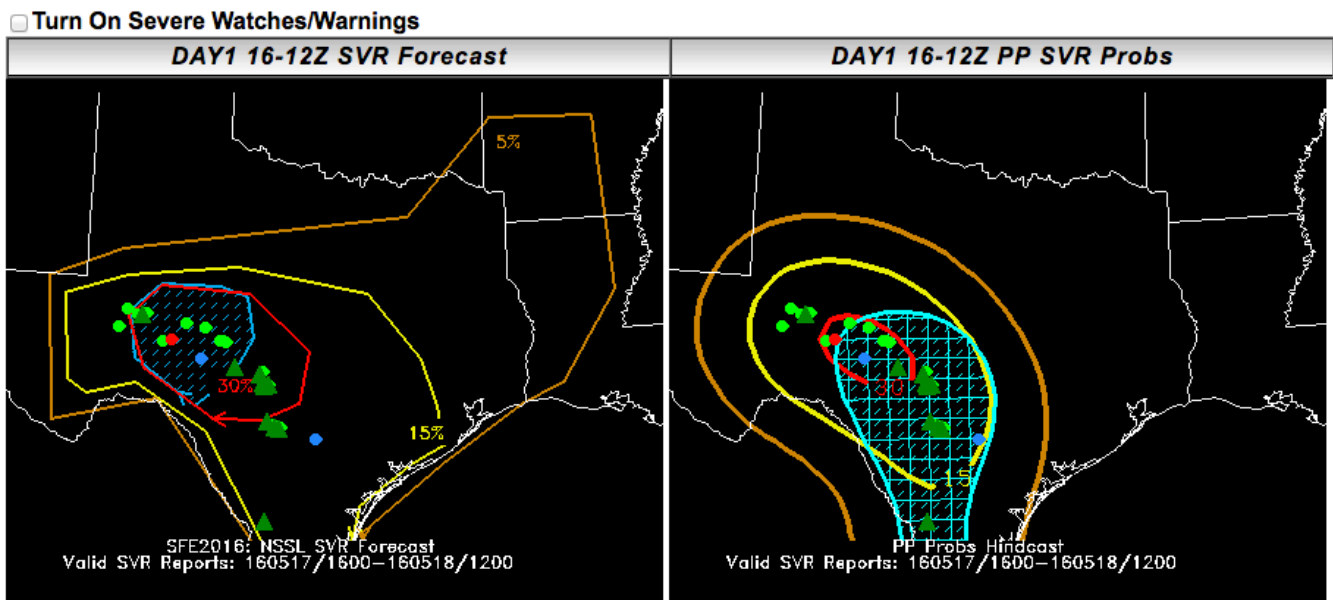 Turn On Severe Watches/Warnings
DAY1 16-12Z SVR Forecast
DAY1 16-12Z PP SVR Probs
5%
30%
15%
SFE2016: NSSL SVR Forecast
Valid SVR Reports: 160517/1600-160518/1200
30
15
PP Probs Hindcast
Valid SVR Reports: 160517/1600-160518/1200